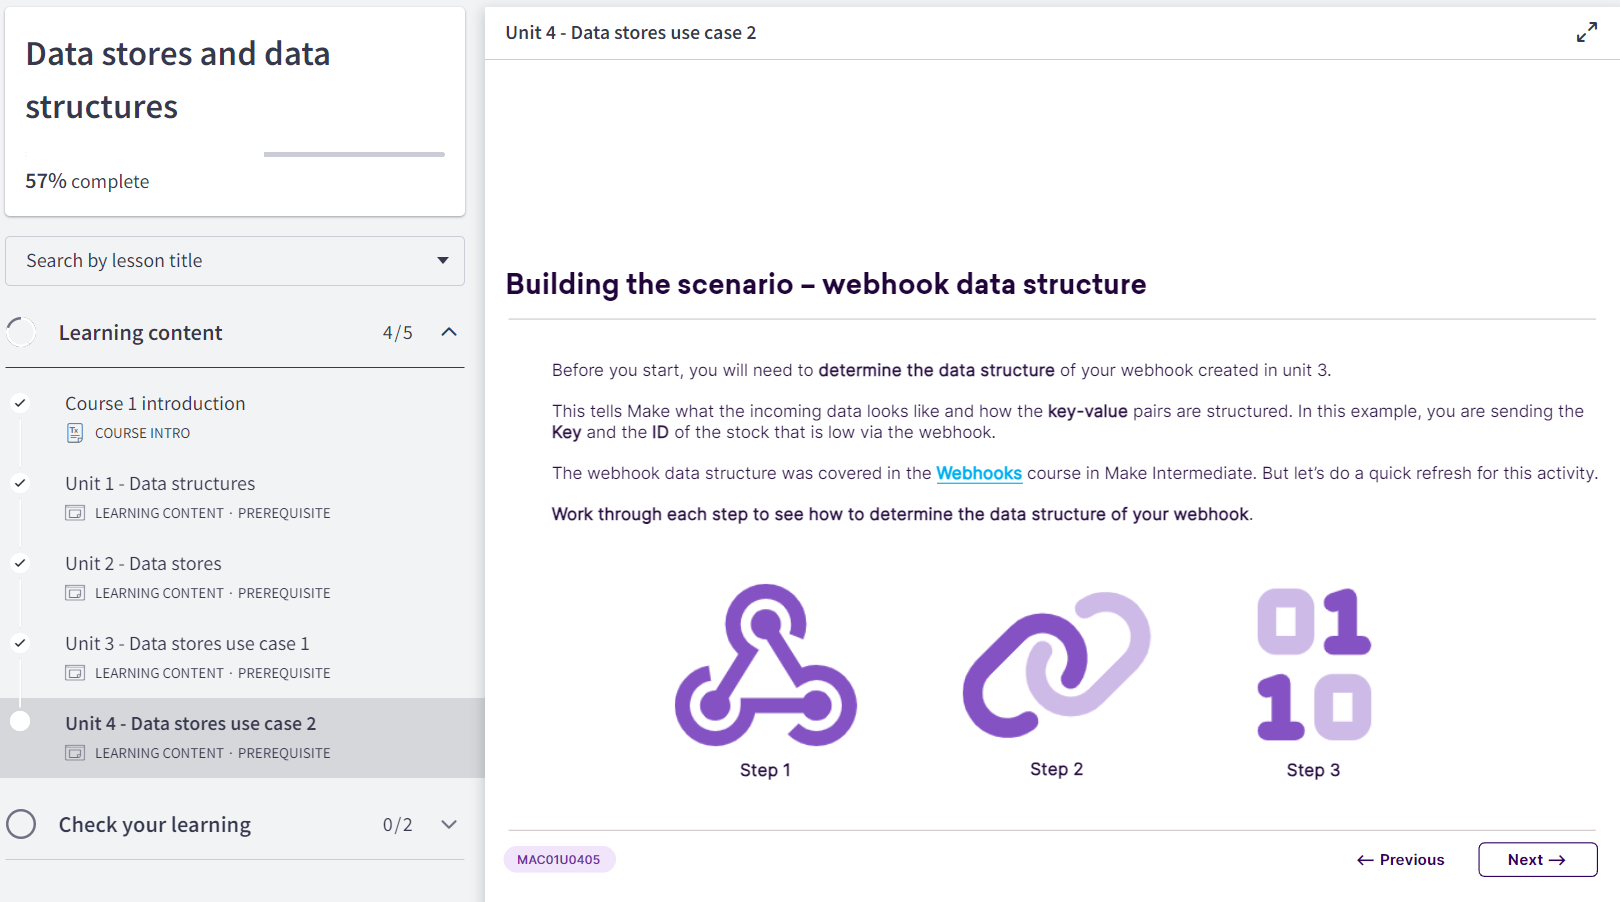 Data stores and data
structures
57% complete
Search by lesson title
Learning content 4/5
Course 1 introduction
COURSE INTRO
Unit 1 - Data structures
LEARNING CONTENT · PREREQUISITE
Unit 2 - Data stores
LEARNING CONTENT · PREREQUISITE
Unit 3 - Data stores use case 1
LEARNING CONTENT · PREREQUISITE
Unit 4 - Data stores use case 2
LEARNING CONTENT · PREREQUISITE
Check your learning 0/2
Unit 4 - Data stores use case 2
Building the scenario – webhook data structure
Before you start, you will need to determine the data structure of your webhook created in unit 3.
This tells Make what the incoming data looks like and how the key-value pairs are structured. In this example, you are sending the
Key and the ID of the stock that is low via the webhook.
The webhook data structure was covered in the Webhooks course in Make Intermediate. But let's do a quick refresh for this activity.
Work through each step to see how to determine the data structure of your webhook.
01
10
Step 1
Step 2
Step 3
MAC01U0405
← Previous
Next →